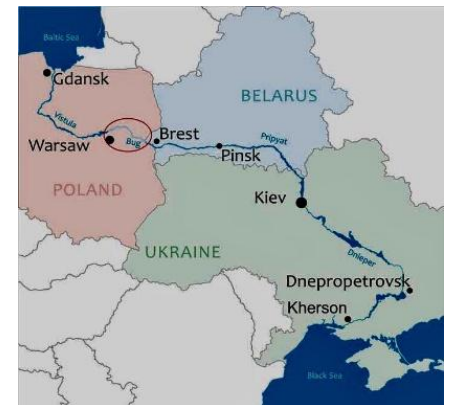 Baltic Sea
Gdansk
BELARUS
Vistula
Brest
Pripyat
Warsaw
Bug
Pinsk
POLAND
Kiev
UKRAINE
Dnieper
Dnepropetrovsk
Kherson
Black Sea